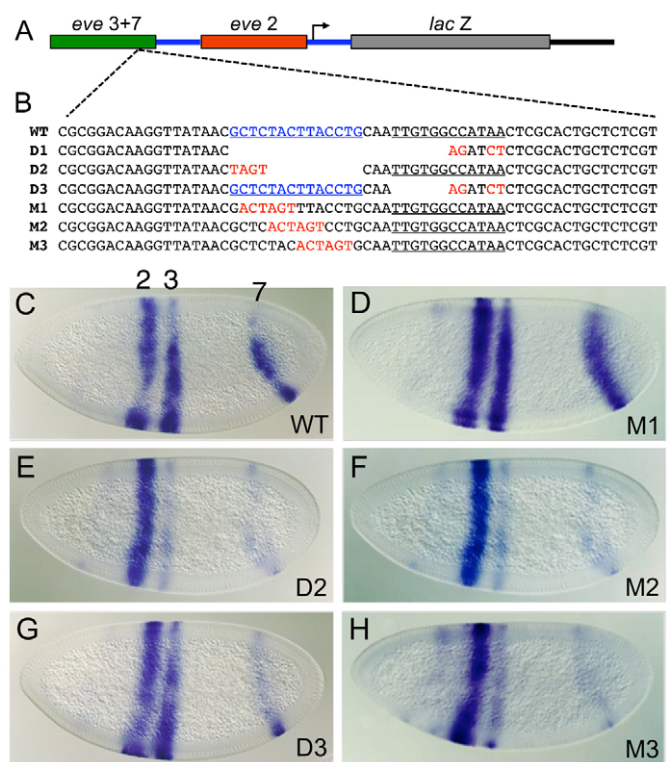 A
eve 3+7
eve 2
lac Z
B
WT CGCGGACAAGGTTATAACGCTCTACTTACCTGCAATTGTGGCCATAACTCGCACTGCTCTCGT
D1 CGCGGACAAGGTTATAAC AGATCTCTCGCACTGCTCTCGT
D2 CGCGGACAAGGTTATAACTAGT CAATTGTGGCCATAACTCGCACTGCTCTCGT
D3 CGCGGACAAGGTTATAACGCTCTACTTACCTGCAA AGATCTCTCGCACTGCTCTCGT
M1 CGCGGACAAGGTTATAACGACTAGTTTACCTGCAATTGTGGCCATAACTCGCACTGCTCTCGT
M2 CGCGGACAAGGTTATAACGCTCACTAGTCCTGCAATTGTGGCCATAACTCGCACTGCTCTCGT
M3 CGCGGACAAGGTTATAACGCTCTACACTAGTGCAATTGTGGCCATAACTCGCACTGCTCTCGT
C
2 3 7
WT
D
M1
E
D2
F
M2
G
D3
H
M3